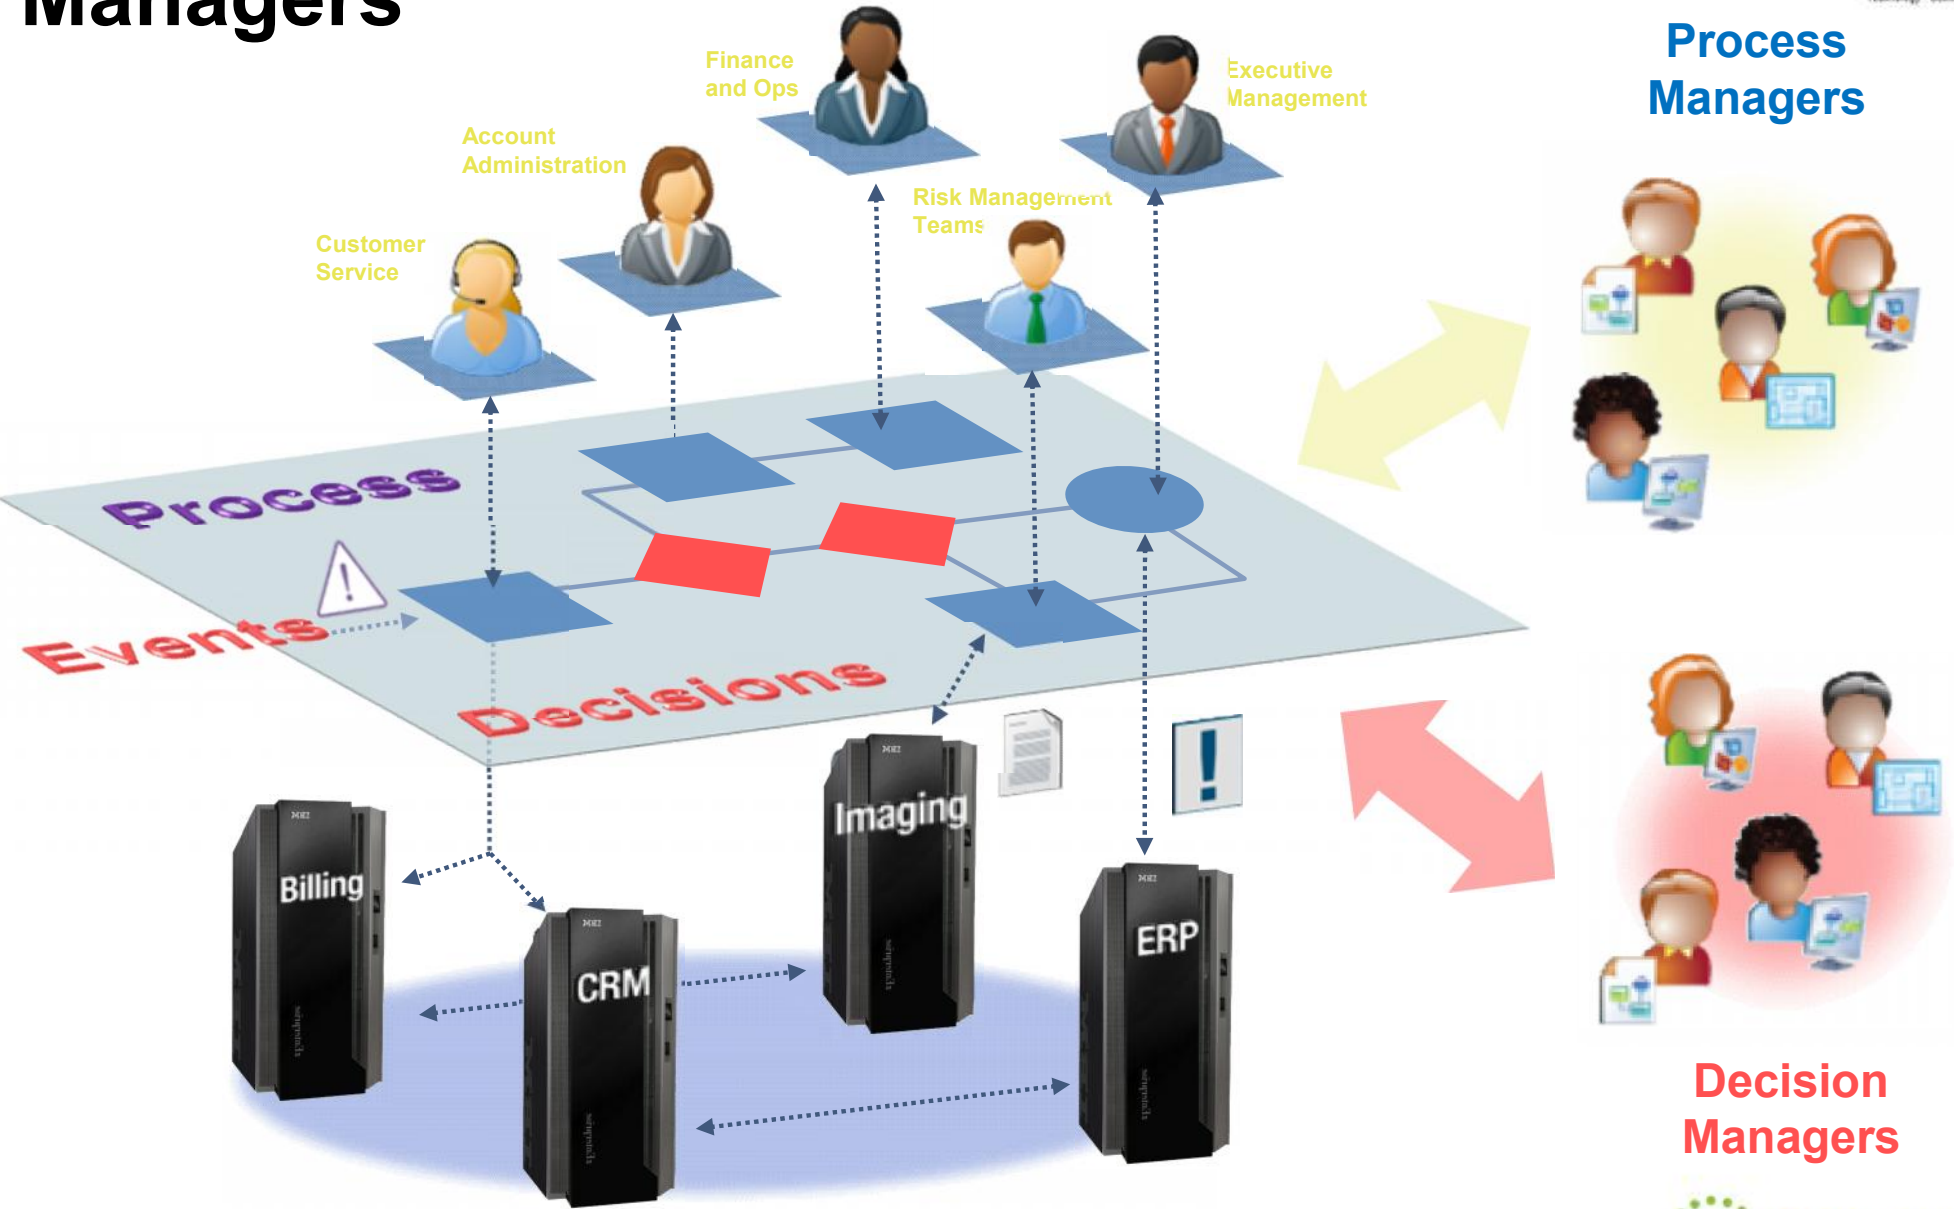 Managers
Process
Managers
Finance
and Ops
Executive
Management
Account
Administration
Risk Management
Teams
Customer
Service
Process
Events
Decisions
Imaging
Billing
ERP
CRM
Decision
Managers